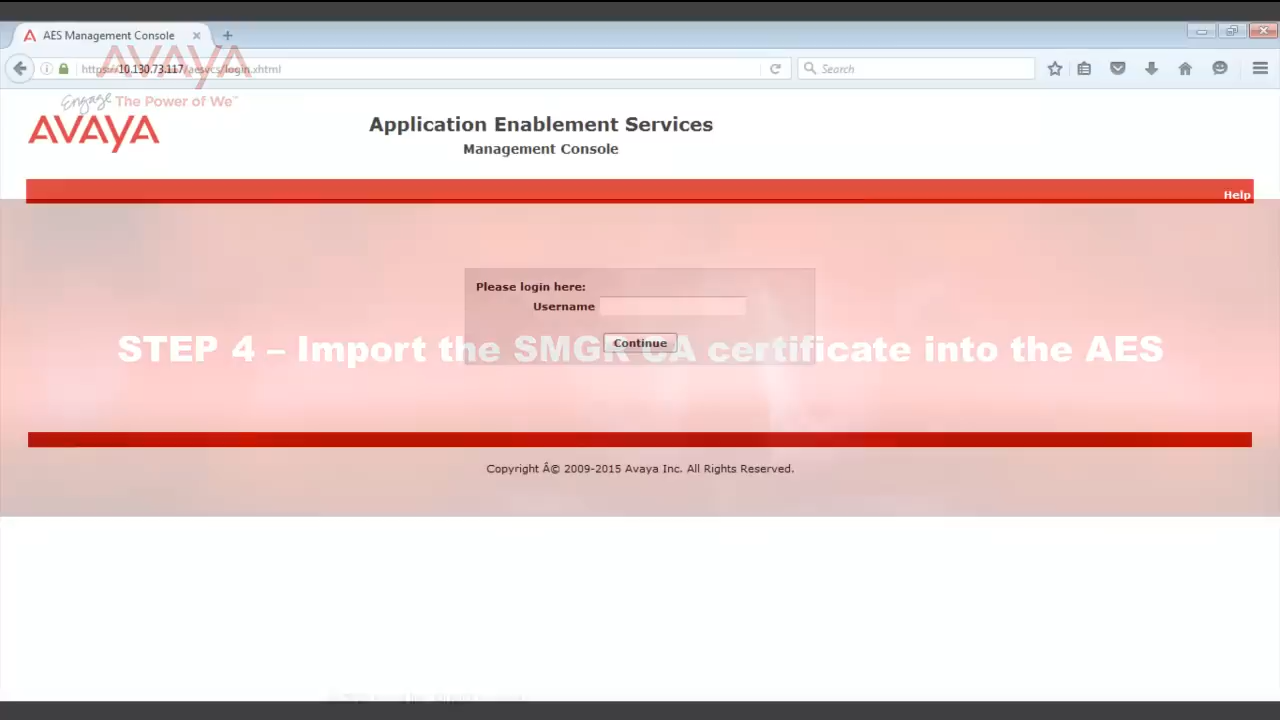 AES Management Console
https://10.130.73.117/aesvcs/login.xhtml
Search
AVAYA
Engage The Power of We™
AVAYA
Application Enablement Services
Management Console
Help
Please login here:
Username
Continue
STEP 4 – Import the SMGR CA certificate into the AES
Copyright Â© 2009-2015 Avaya Inc. All Rights Reserved.